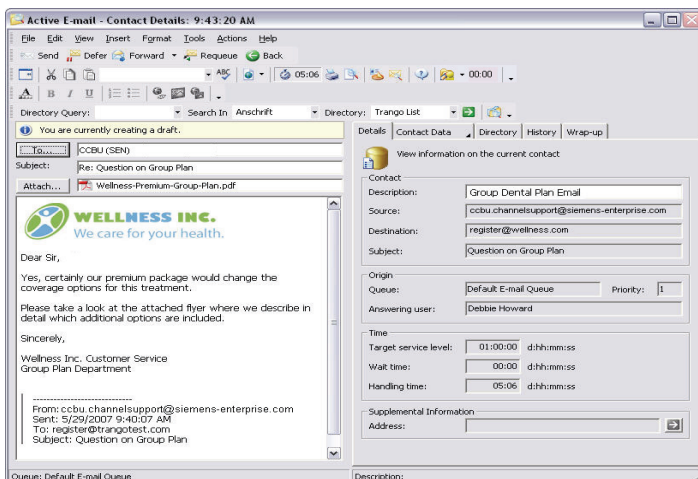 Active E-mail - Contact Details: 9:43:20 AM
File Edit View Insert Format Tools Actions Help
Send Defer Forward Requeue Back
ABC 05:06 00:00
A B I U
Directory Query: Search In Anschrift Directory: Trango List
You are currently creating a draft.
To... CCBU (SEN)
Subject: Re: Question on Group Plan
Attach... Wellness-Premium-Group-Plan.pdf
WELLNESS INC.
We care for your health.
Dear Sir,
Yes, certainly our premium package would change the
coverage options for this treatment.
Please take a look at the attached flyer where we describe in
detail which additional options are included.
Sincerely,
Wellness Inc. Customer Service
Group Plan Department
----------------------------
From: ccbu.channelsupport@siemens-enterprise.com
Sent: 5/29/2007 9:40:07 AM
To: register@trangotest.com
Subject: Question on Group Plan
Queue: Default E-mail Queue
Details Contact Data Directory History Wrap-up
View information on the current contact
Contact
Description: Group Dental Plan Email
Source: ccbu.channelsupport@siemens-enterprise.com
Destination: register@wellness.com
Subject: Question on Group Plan
Origin
Queue: Default E-mail Queue Priority: 1
Answering user: Debbie Howard
Time
Target service level: 01:00:00 d:hh:mm:ss
Wait time: 00:00 d:hh:mm:ss
Handling time: 05:06 d:hh:mm:ss
Supplemental Information
Address:
Description: